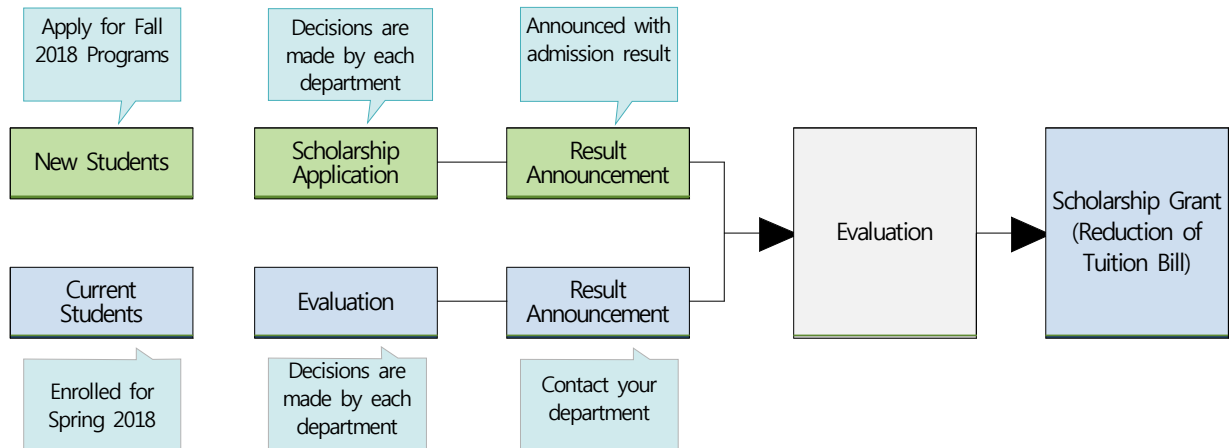 Apply for Fall
2018 Programs
Decisions are
made by each
department
Announced with
admission result
New Students
Scholarship
Application
Result
Announcement
Evaluation
Scholarship Grant
(Reduction of
Tuition Bill)
Current
Students
Evaluation
Result
Announcement
Enrolled for
Spring 2018
Decisions are
made by each
department
Contact your
department